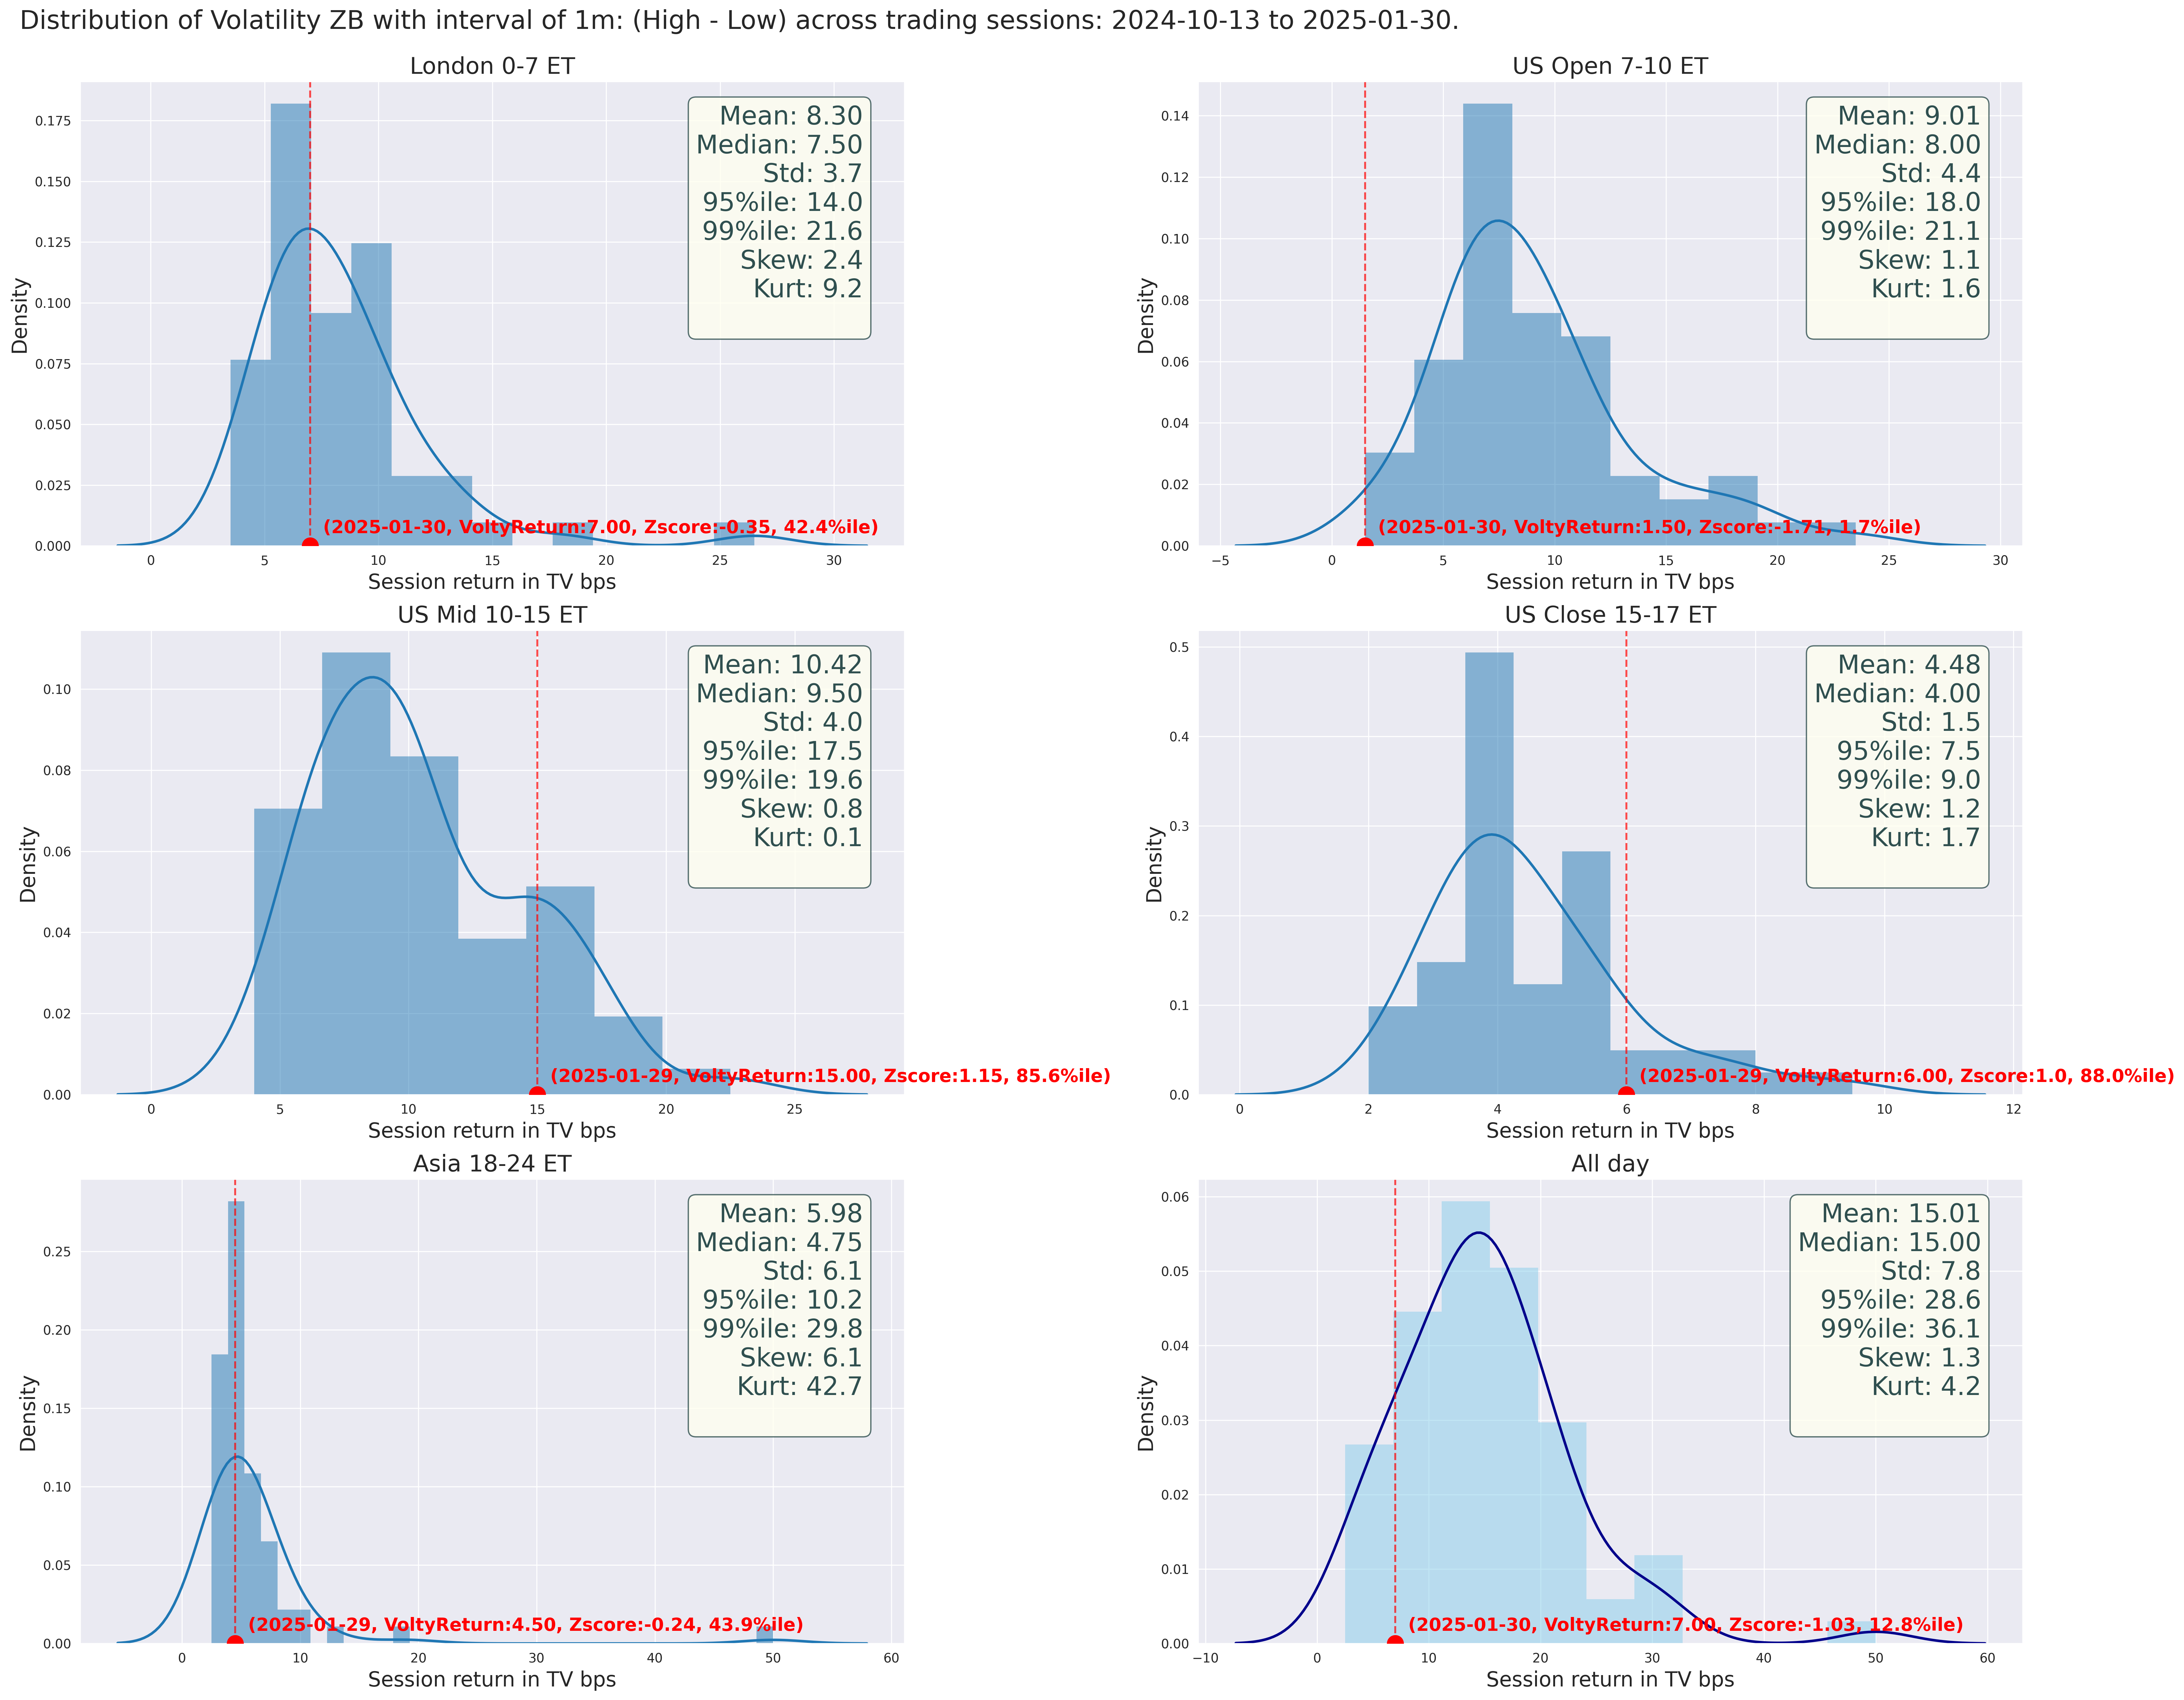 Distribution of Volatility ZB with interval of 1m: (High - Low) across trading sessions: 2024-10-13 to 2025-01-30.
London 0-7 ET
Density
0.175
0.150
0.125
0.100
0.075
0.050
0.025
0.000
Mean: 8.30
Median: 7.50
Std: 3.7
95%ile: 14.0
99%ile: 21.6
Skew: 2.4
Kurt: 9.2
(2025-01-30, VoltyReturn:7.00, Zscore:-0.35, 42.4%ile)
0 5 10 15 20 25 30
Session return in TV bps
US Open 7-10 ET
Density
0.14
0.12
0.10
0.08
0.06
0.04
0.02
0.00
Mean: 9.01
Median: 8.00
Std: 4.4
95%ile: 18.0
99%ile: 21.1
Skew: 1.1
Kurt: 1.6
(2025-01-30, VoltyReturn:1.50, Zscore:-1.71, 1.7%ile)
−5 0 5 10 15 20 25 30
Session return in TV bps
US Mid 10-15 ET
Density
0.10
0.08
0.06
0.04
0.02
0.00
Mean: 10.42
Median: 9.50
Std: 4.0
95%ile: 17.5
99%ile: 19.6
Skew: 0.8
Kurt: 0.1
(2025-01-29, VoltyReturn:15.00, Zscore:1.15, 85.6%ile)
0 5 10 15 20 25
Session return in TV bps
US Close 15-17 ET
Density
0.5
0.4
0.3
0.2
0.1
0.0
Mean: 4.48
Median: 4.00
Std: 1.5
95%ile: 7.5
99%ile: 9.0
Skew: 1.2
Kurt: 1.7
(2025-01-29, VoltyReturn:6.00, Zscore:1.0, 88.0%ile)
0 2 4 6 8 10 12
Session return in TV bps
Asia 18-24 ET
Density
0.25
0.20
0.15
0.10
0.05
0.00
Mean: 5.98
Median: 4.75
Std: 6.1
95%ile: 10.2
99%ile: 29.8
Skew: 6.1
Kurt: 42.7
(2025-01-29, VoltyReturn:4.50, Zscore:-0.24, 43.9%ile)
0 10 20 30 40 50 60
Session return in TV bps
All day
Density
0.06
0.05
0.04
0.03
0.02
0.01
0.00
Mean: 15.01
Median: 15.00
Std: 7.8
95%ile: 28.6
99%ile: 36.1
Skew: 1.3
Kurt: 4.2
(2025-01-30, VoltyReturn:7.00, Zscore:-1.03, 12.8%ile)
−10 0 10 20 30 40 50 60
Session return in TV bps